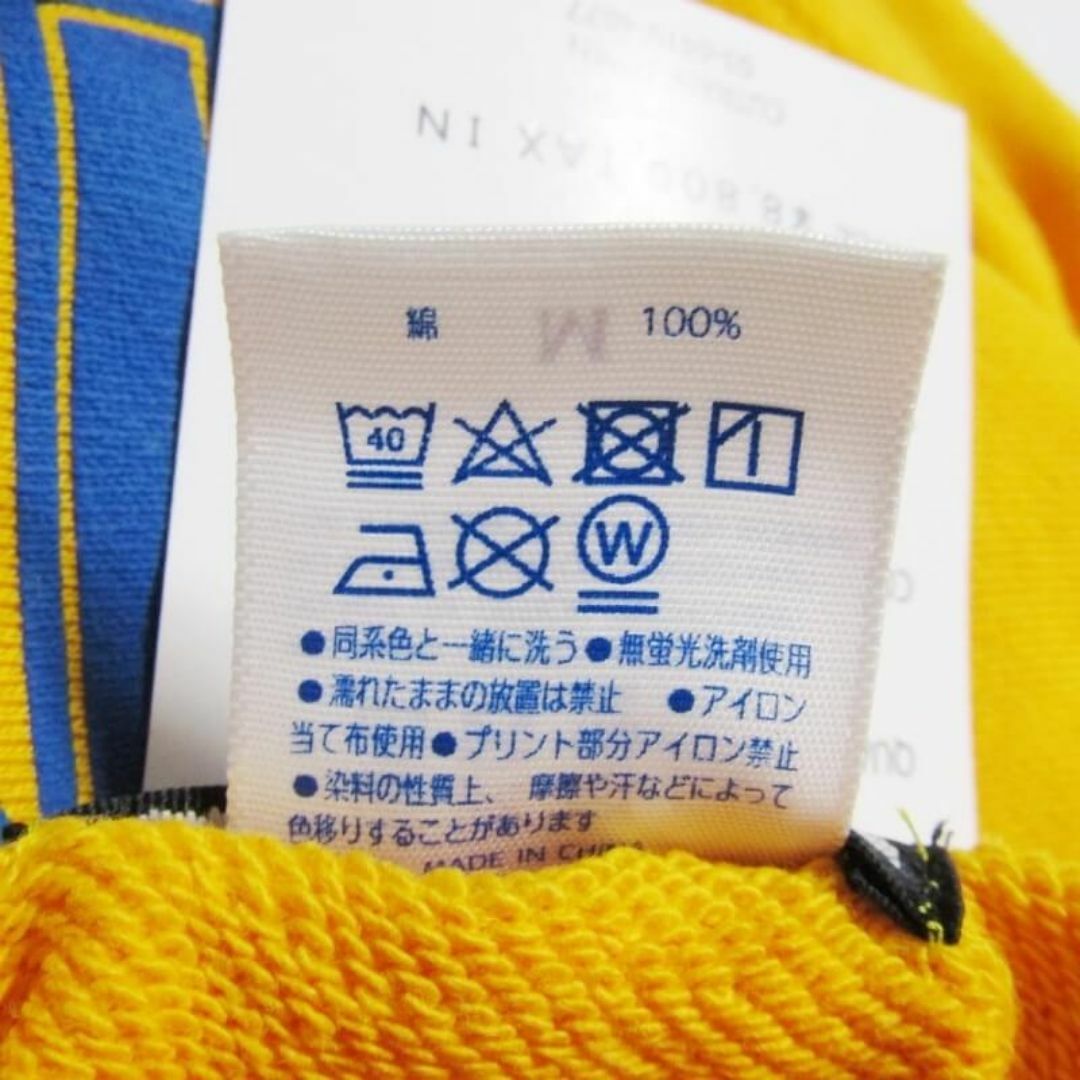 TAX IN
綿 100%
M
40
W
●同系色と一緒に洗う●無蛍光洗剤使用
●濡れたままの放置は禁止 ●アイロン
当て布使用●プリント部分アイロン禁止
●染料の性質上、 摩擦や汗などによって
色移りすることがあります
MADE IN CHINA